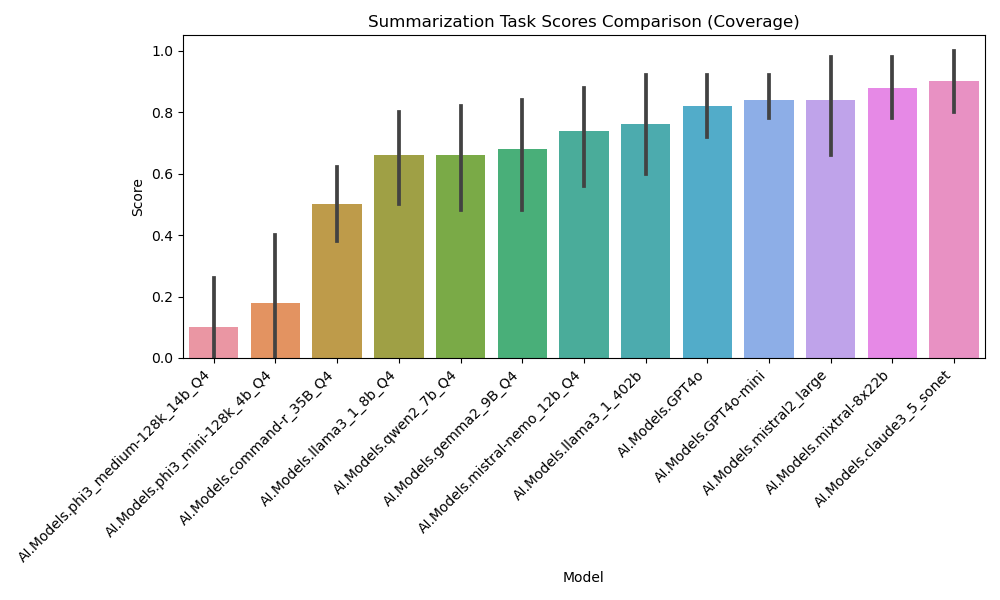 Summarization Task Scores Comparison (Coverage)
1.0
0.8
0.6
0.4
0.2
0.0
Score
AI.Models.phi3_medium-128k_14b_Q4
AI.Models.phi3_mini-128k_4b_Q4
AI.Models.command-r_35B_Q4
AI.Models.llama3_1_8b_Q4
AI.Models.qwen2_7b_Q4
AI.Models.gemma2_9B_Q4
AI.Models.mistral-nemo_12b_Q4
AI.Models.llama3_1_402b
AI.Models.GPT4o
AI.Models.GPT4o-mini
AI.Models.mistral2_large
AI.Models.mixtral-8x22b
AI.Models.claude3_5_sonet
Model